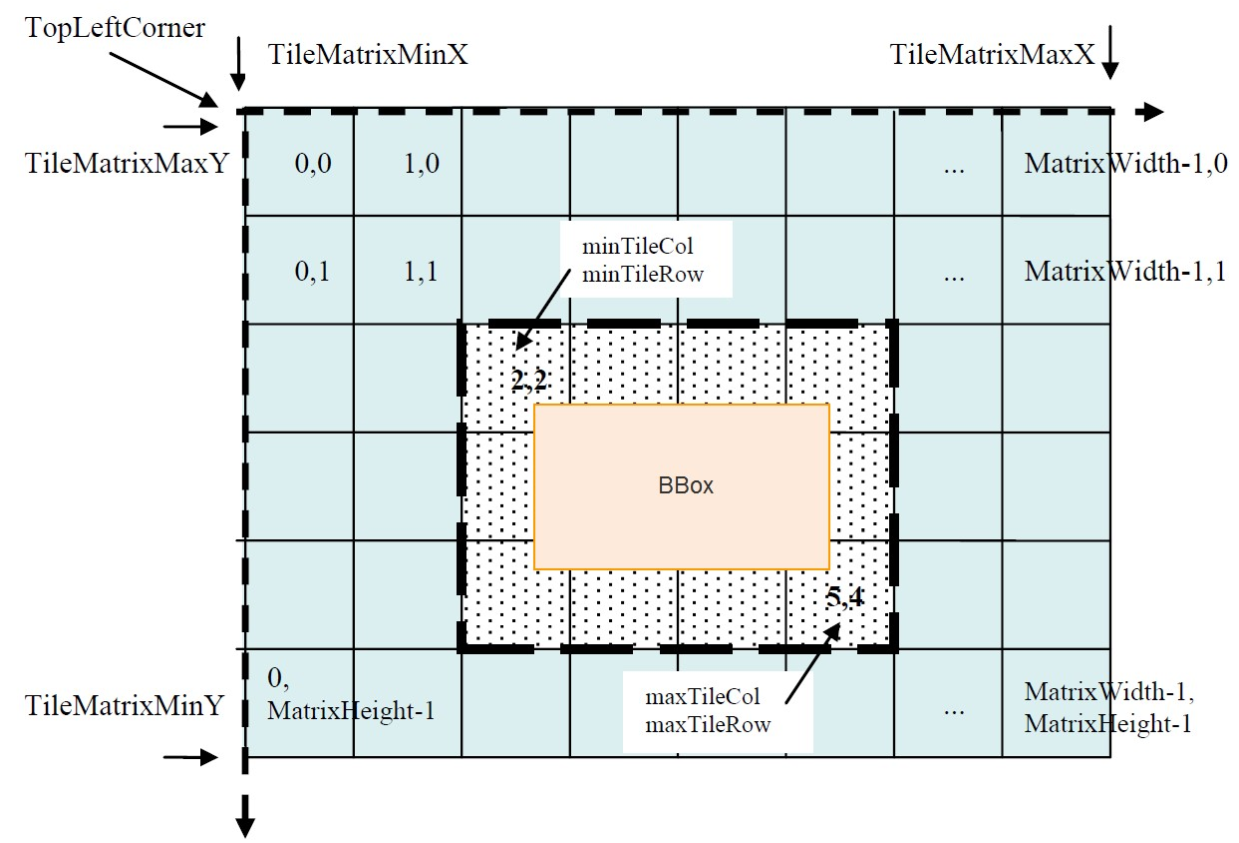 TopLeftCorner
TileMatrixMinX
TileMatrixMaxX
TileMatrixMaxY
0,0
1,0
...
MatrixWidth-1,0
0,1
1,1
minTileCol
minTileRow
...
MatrixWidth-1,1
2,2
BBox
5,4
TileMatrixMinY
0,
MatrixHeight-1
maxTileCol
maxTileRow
...
MatrixWidth-1,
MatrixHeight-1